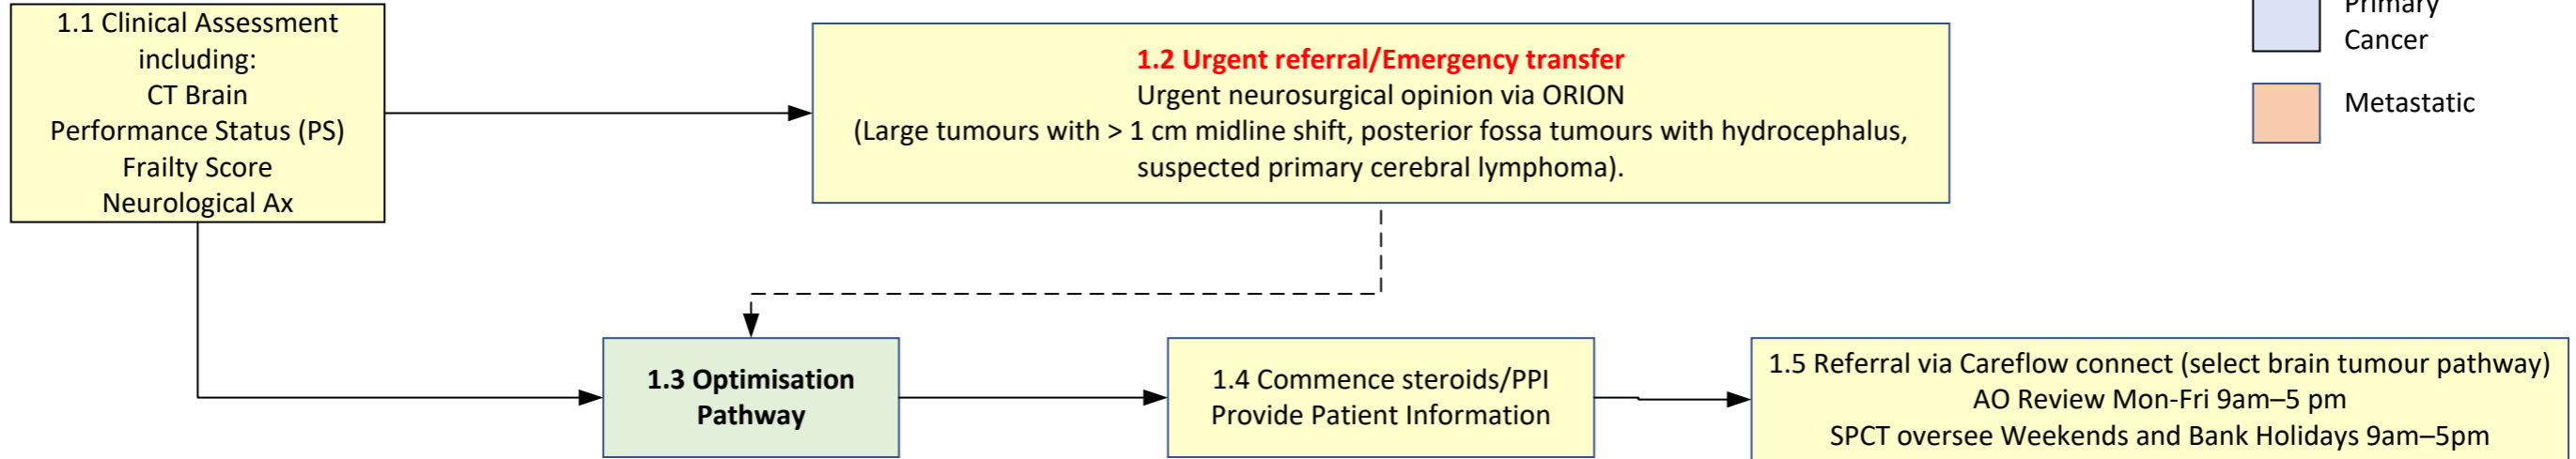 1.1 Clinical Assessment
including:
CT Brain
Performance Status (PS)
Frailty Score
Neurological Ax
1.2 Urgent referral/Emergency transfer
Urgent neurosurgical opinion via ORION
(Large tumours with > 1 cm midline shift, posterior fossa tumours with hydrocephalus,
suspected primary cerebral lymphoma).
Primary
Cancer
Metastatic
1.3 Optimisation
Pathway
1.4 Commence steroids/PPI
Provide Patient Information
1.5 Referral via Careflow connect (select brain tumour pathway)
AO Review Mon-Fri 9am–5 pm
SPCT oversee Weekends and Bank Holidays 9am–5pm